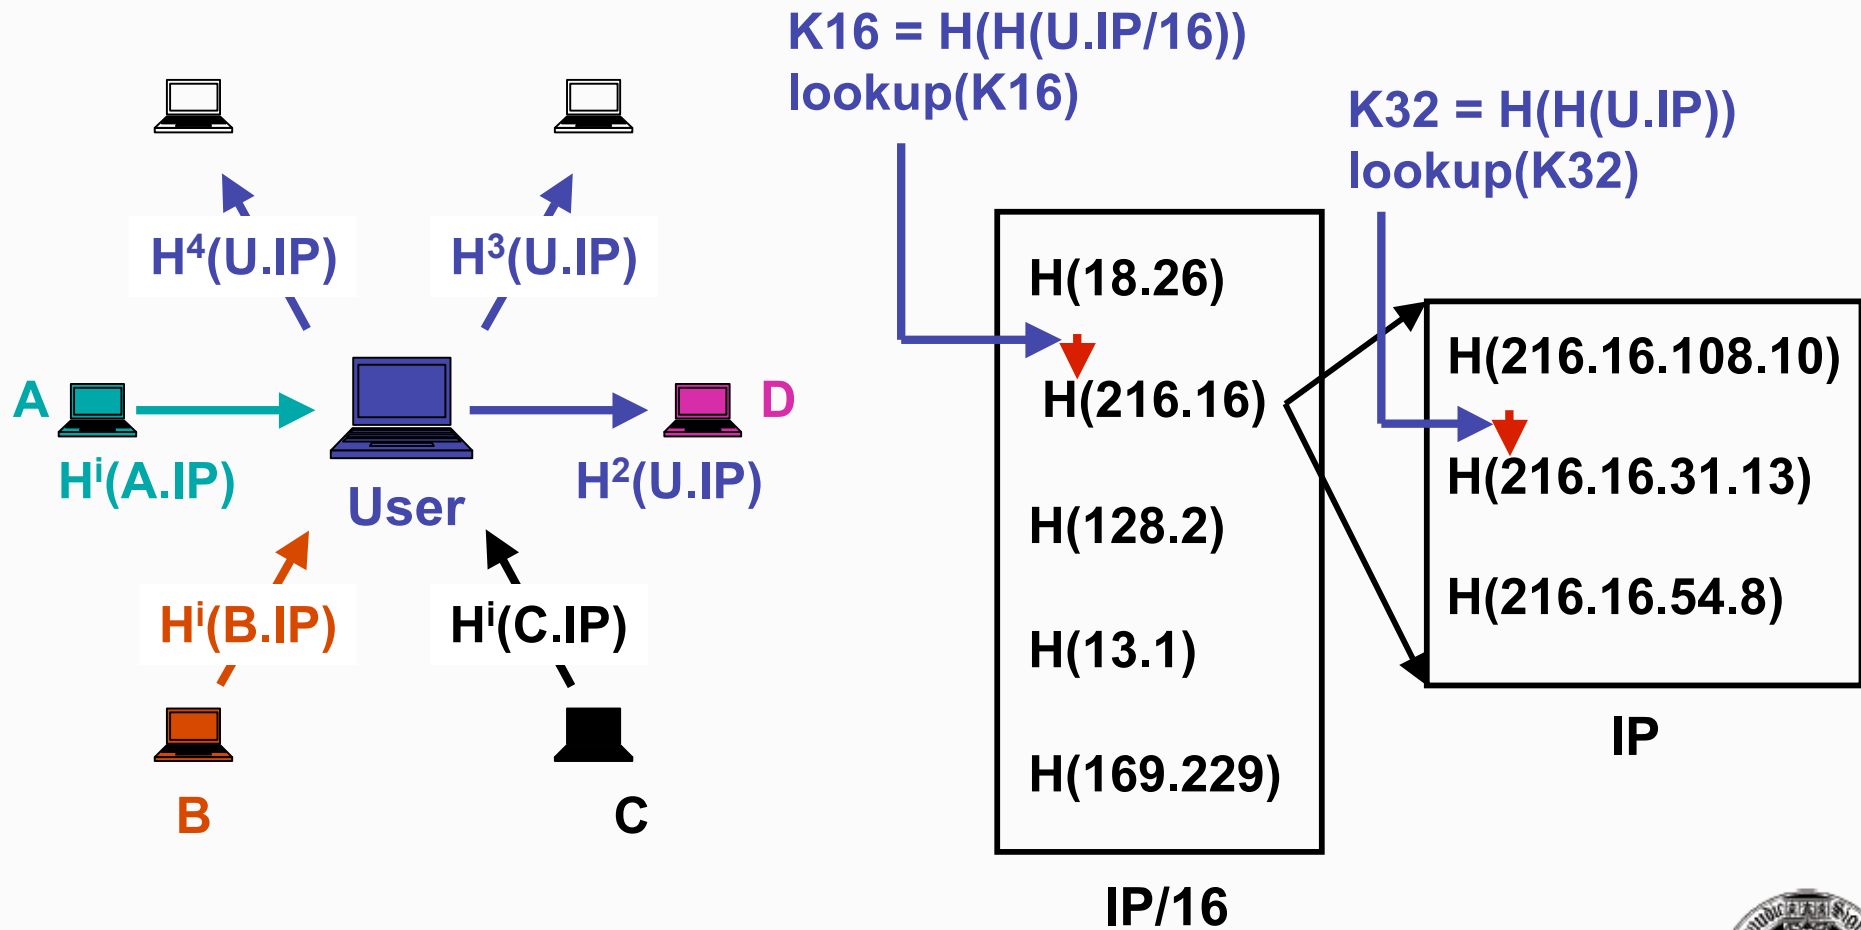 K16 = H(H(U.IP/16))
lookup(K16)
K32 = H(H(U.IP))
lookup(K32)
H⁴(U.IP)
H³(U.IP)
A
D
Hⁱ(A.IP)
User
H²(U.IP)
Hⁱ(B.IP)
Hⁱ(C.IP)
B
C
H(18.26)
H(216.16)
H(128.2)
H(13.1)
H(169.229)
IP/16
H(216.16.108.10)
H(216.16.31.13)
H(216.16.54.8)
IP